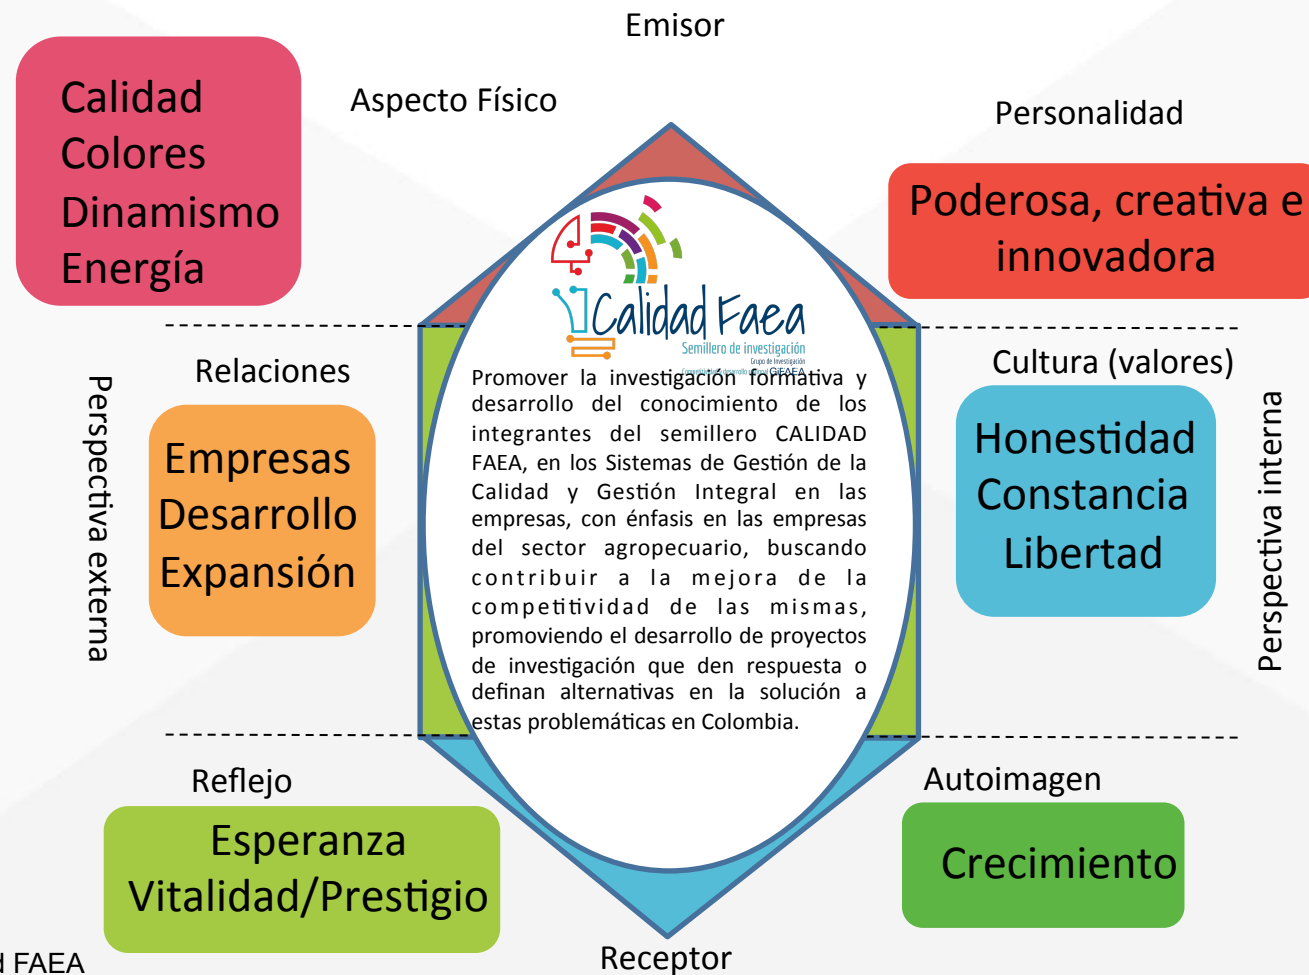 Emisor
Aspecto Físico
Calidad
Colores
Dinamismo
Energía
Personalidad
Poderosa, creativa e
innovadora
Calidad Faea
Semillero de investigación
Grupo de Investigación
GIFAEA
Perspectiva externa
Relaciones
Empresas
Desarrollo
Expansión
Promover la investigación formativa y
desarrollo del conocimiento de los
integrantes del semillero CALIDAD
FAEA, en los Sistemas de Gestión de la
Calidad y Gestión Integral en las
empresas, con énfasis en las empresas
del sector agropecuario, buscando
contribuir a la mejora de la
competitividad de las mismas,
promoviendo el desarrollo de proyectos
de investigación que den respuesta o
definan alternativas en la solución a
estas problemáticas en Colombia.
Cultura (valores)
Honestidad
Constancia
Libertad
Perspectiva interna
Reflejo
Esperanza
Vitalidad/Prestigio
Autoimagen
Crecimiento
Receptor
d FAEA